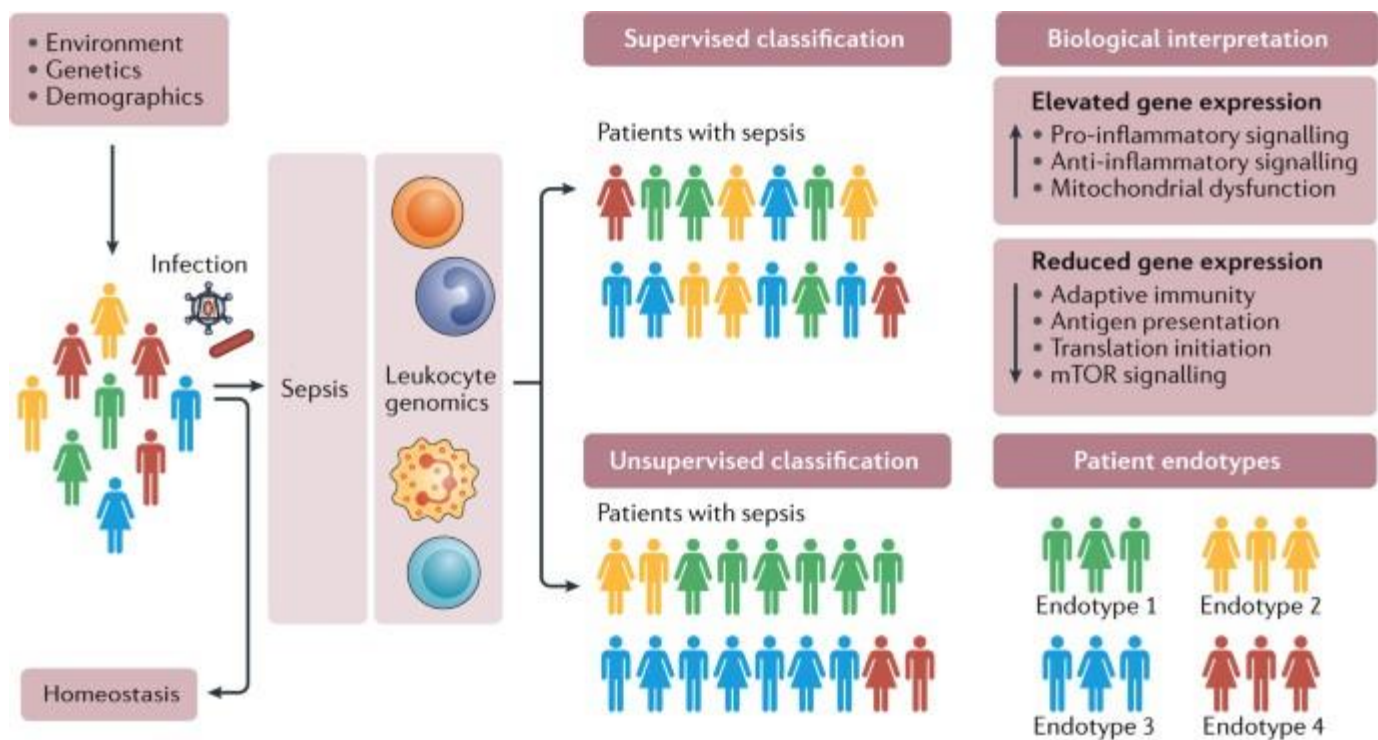 • Environment
• Genetics
• Demographics
Infection
Sepsis
Leukocyte
genomics
Homeostasis
Supervised classification
Patients with sepsis
Unsupervised classification
Patients with sepsis
Biological interpretation
Elevated gene expression
• Pro-inflammatory signalling
• Anti-inflammatory signalling
• Mitochondrial dysfunction
Reduced gene expression
• Adaptive immunity
• Antigen presentation
• Translation initiation
• mTOR signalling
Patient endotypes
Endotype 1
Endotype 2
Endotype 3
Endotype 4